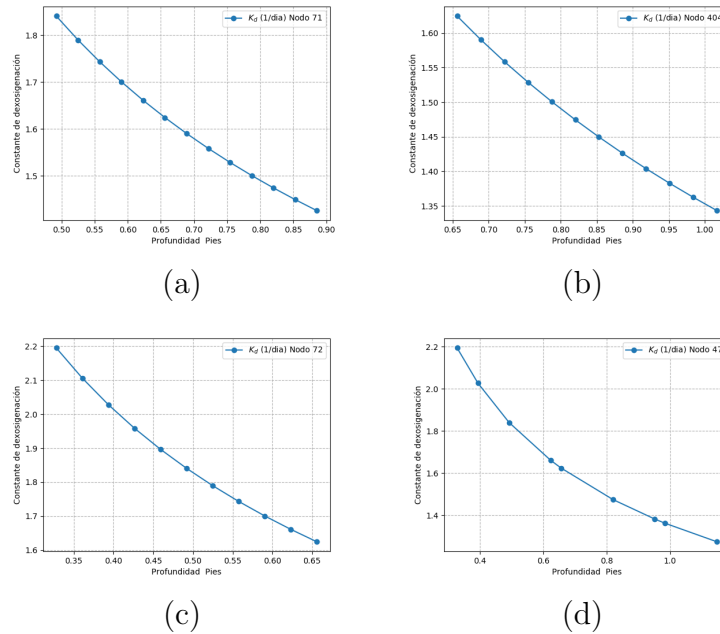 K_d (1/dia) Nodo 71
Constante de dexosigenación
1.8
1.7
1.6
1.5
0.50 0.55 0.60 0.65 0.70 0.75 0.80 0.85 0.90
Profundidad Pies
(a)
K_d (1/dia) Nodo 404
Constante de dexosigenación
1.60
1.55
1.50
1.45
1.40
1.35
0.65 0.70 0.75 0.80 0.85 0.90 0.95 1.00
Profundidad Pies
(b)
K_d (1/dia) Nodo 72
Constante de dexosigenación
2.2
2.1
2.0
1.9
1.8
1.7
1.6
0.35 0.40 0.45 0.50 0.55 0.60 0.65
Profundidad Pies
(c)
K_d (1/dia) Nodo 47
Constante de dexosigenación
2.2
2.0
1.8
1.6
1.4
0.4 0.6 0.8 1.0
Profundidad Pies
(d)